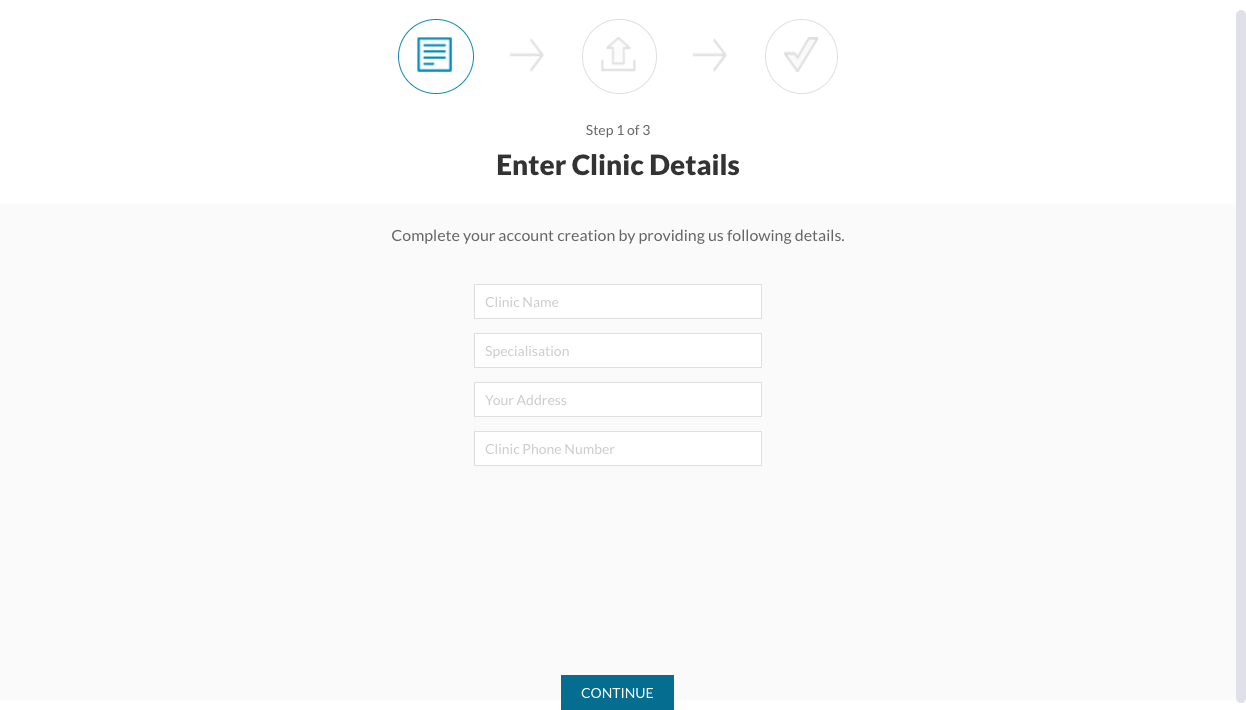 Step 1 of 3
Enter Clinic Details
Complete your account creation by providing us following details.
Clinic Name
Specialisation
Your Address
Clinic Phone Number
CONTINUE